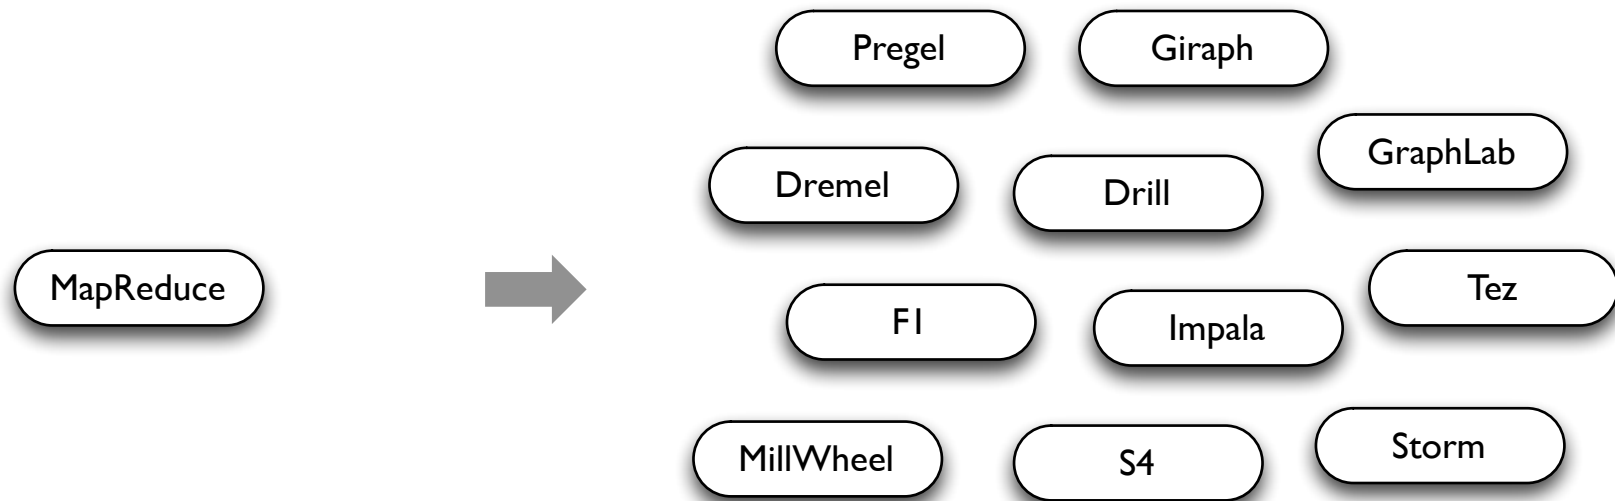 Pregel
Giraph
GraphLab
Dremel
Drill
MapReduce
Tez
F1
Impala
MillWheel
S4
Storm